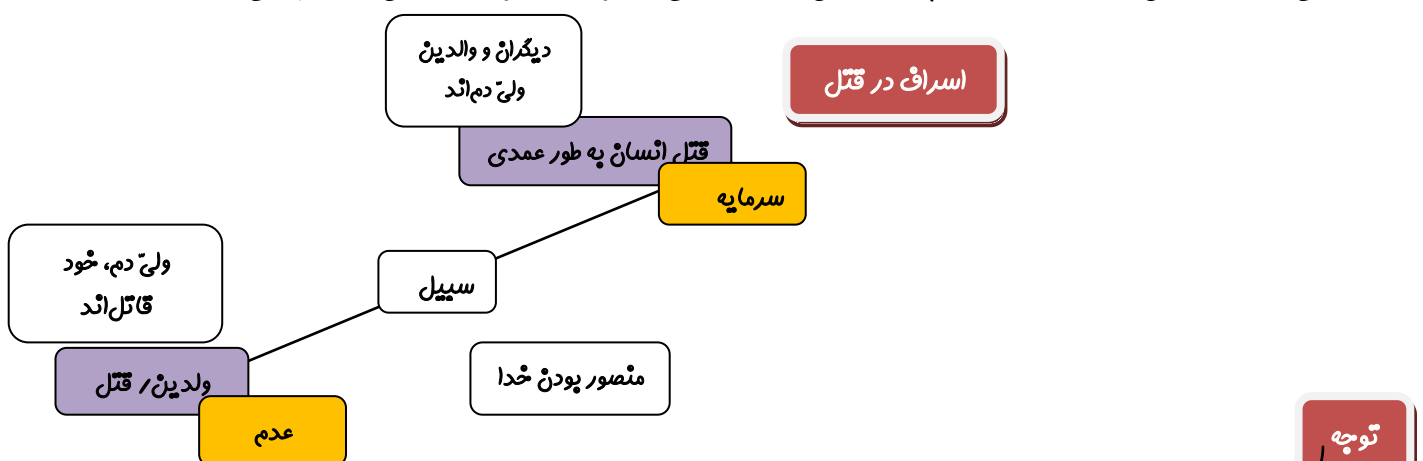 دیگران و والدین
ولیّ دم‌اند
اسراف در قتل
قتل انسان به طور عمدی
سرمایه
ولیّ دم، خود
قاتل‌اند
سبیل
ولدین/ قتل
منصور بودن خدا
عدم
توجه